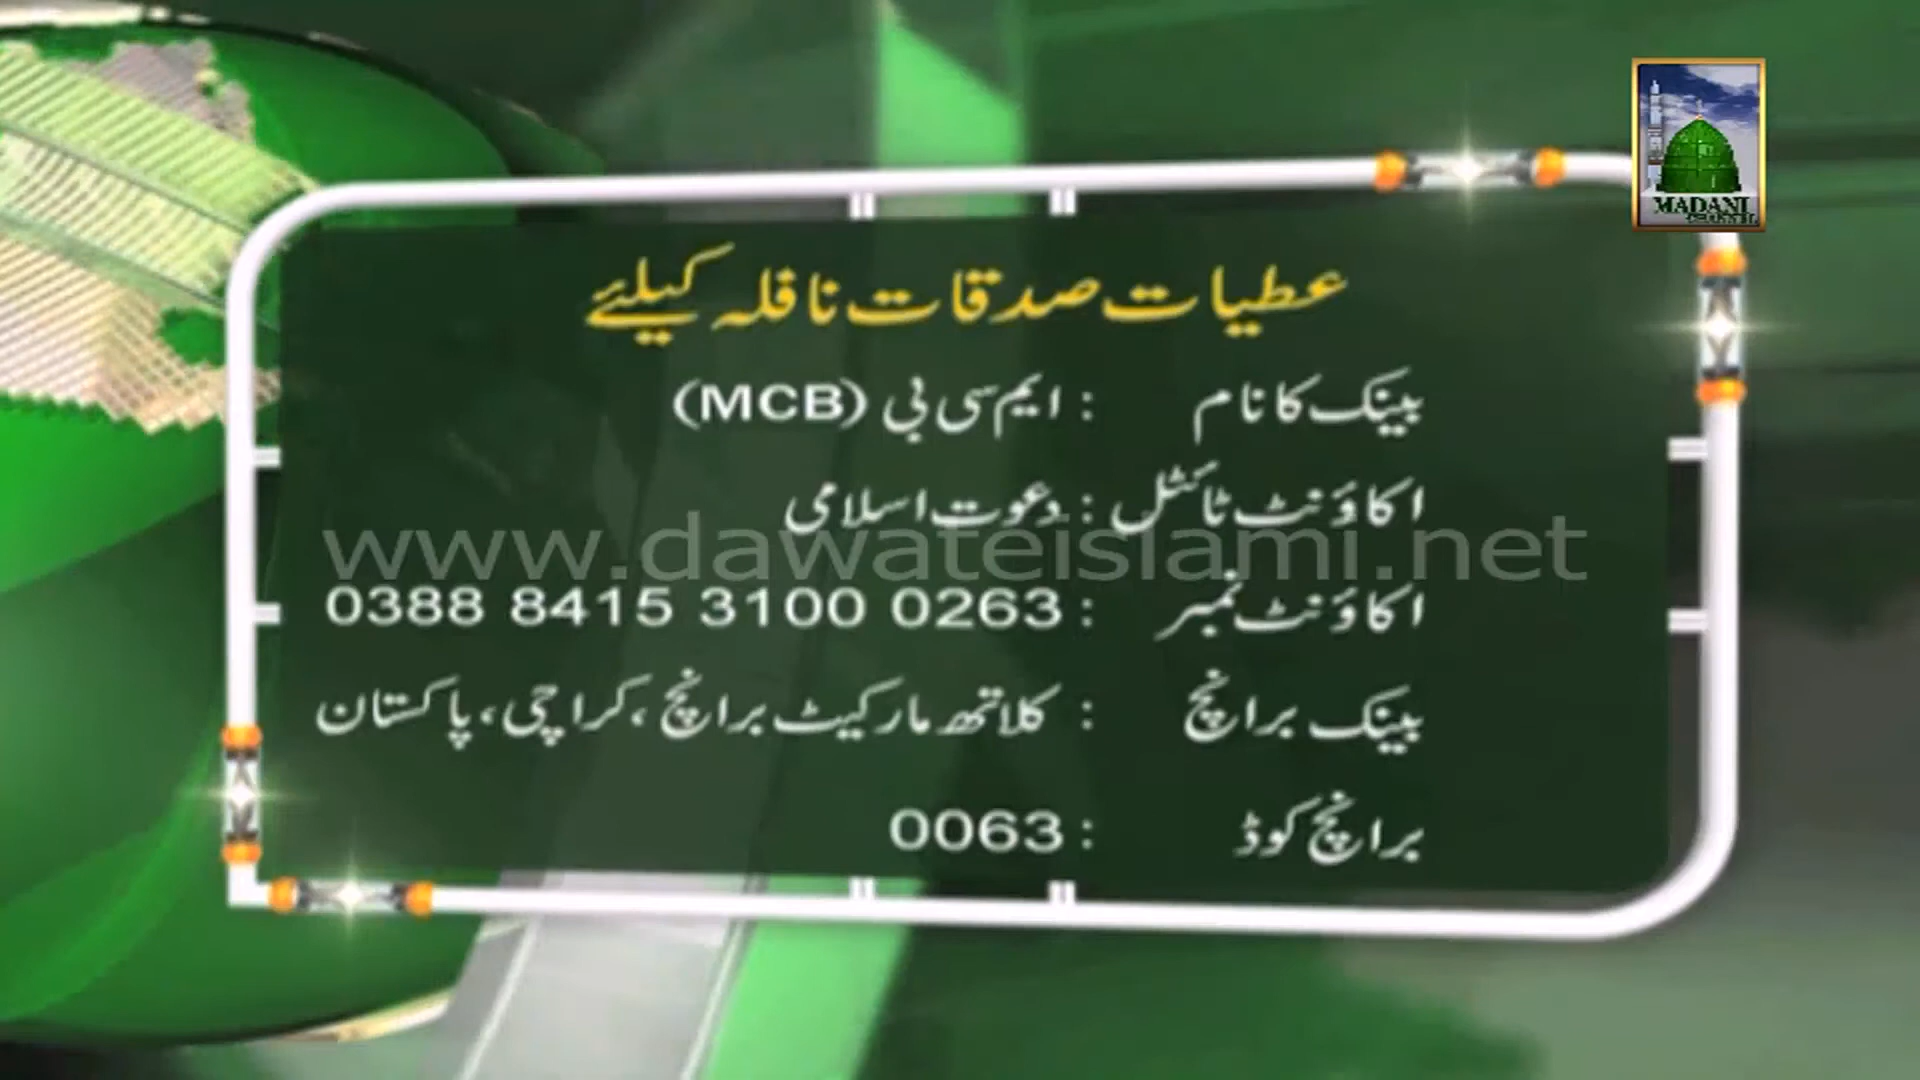 MADANI
CHANNEL
عطیات صدقات نافلہ کیلئے
بینک کا نام : ایم سی بی (MCB)
اکاؤنٹ ٹائٹل : دعوت اسلامی
www.dawateislami.net
اکاؤنٹ نمبر : 0388 8415 3100 0263
بینک برانچ : کلاتھ مارکیٹ برانچ، کراچی، پاکستان
برانچ کوڈ : 0063